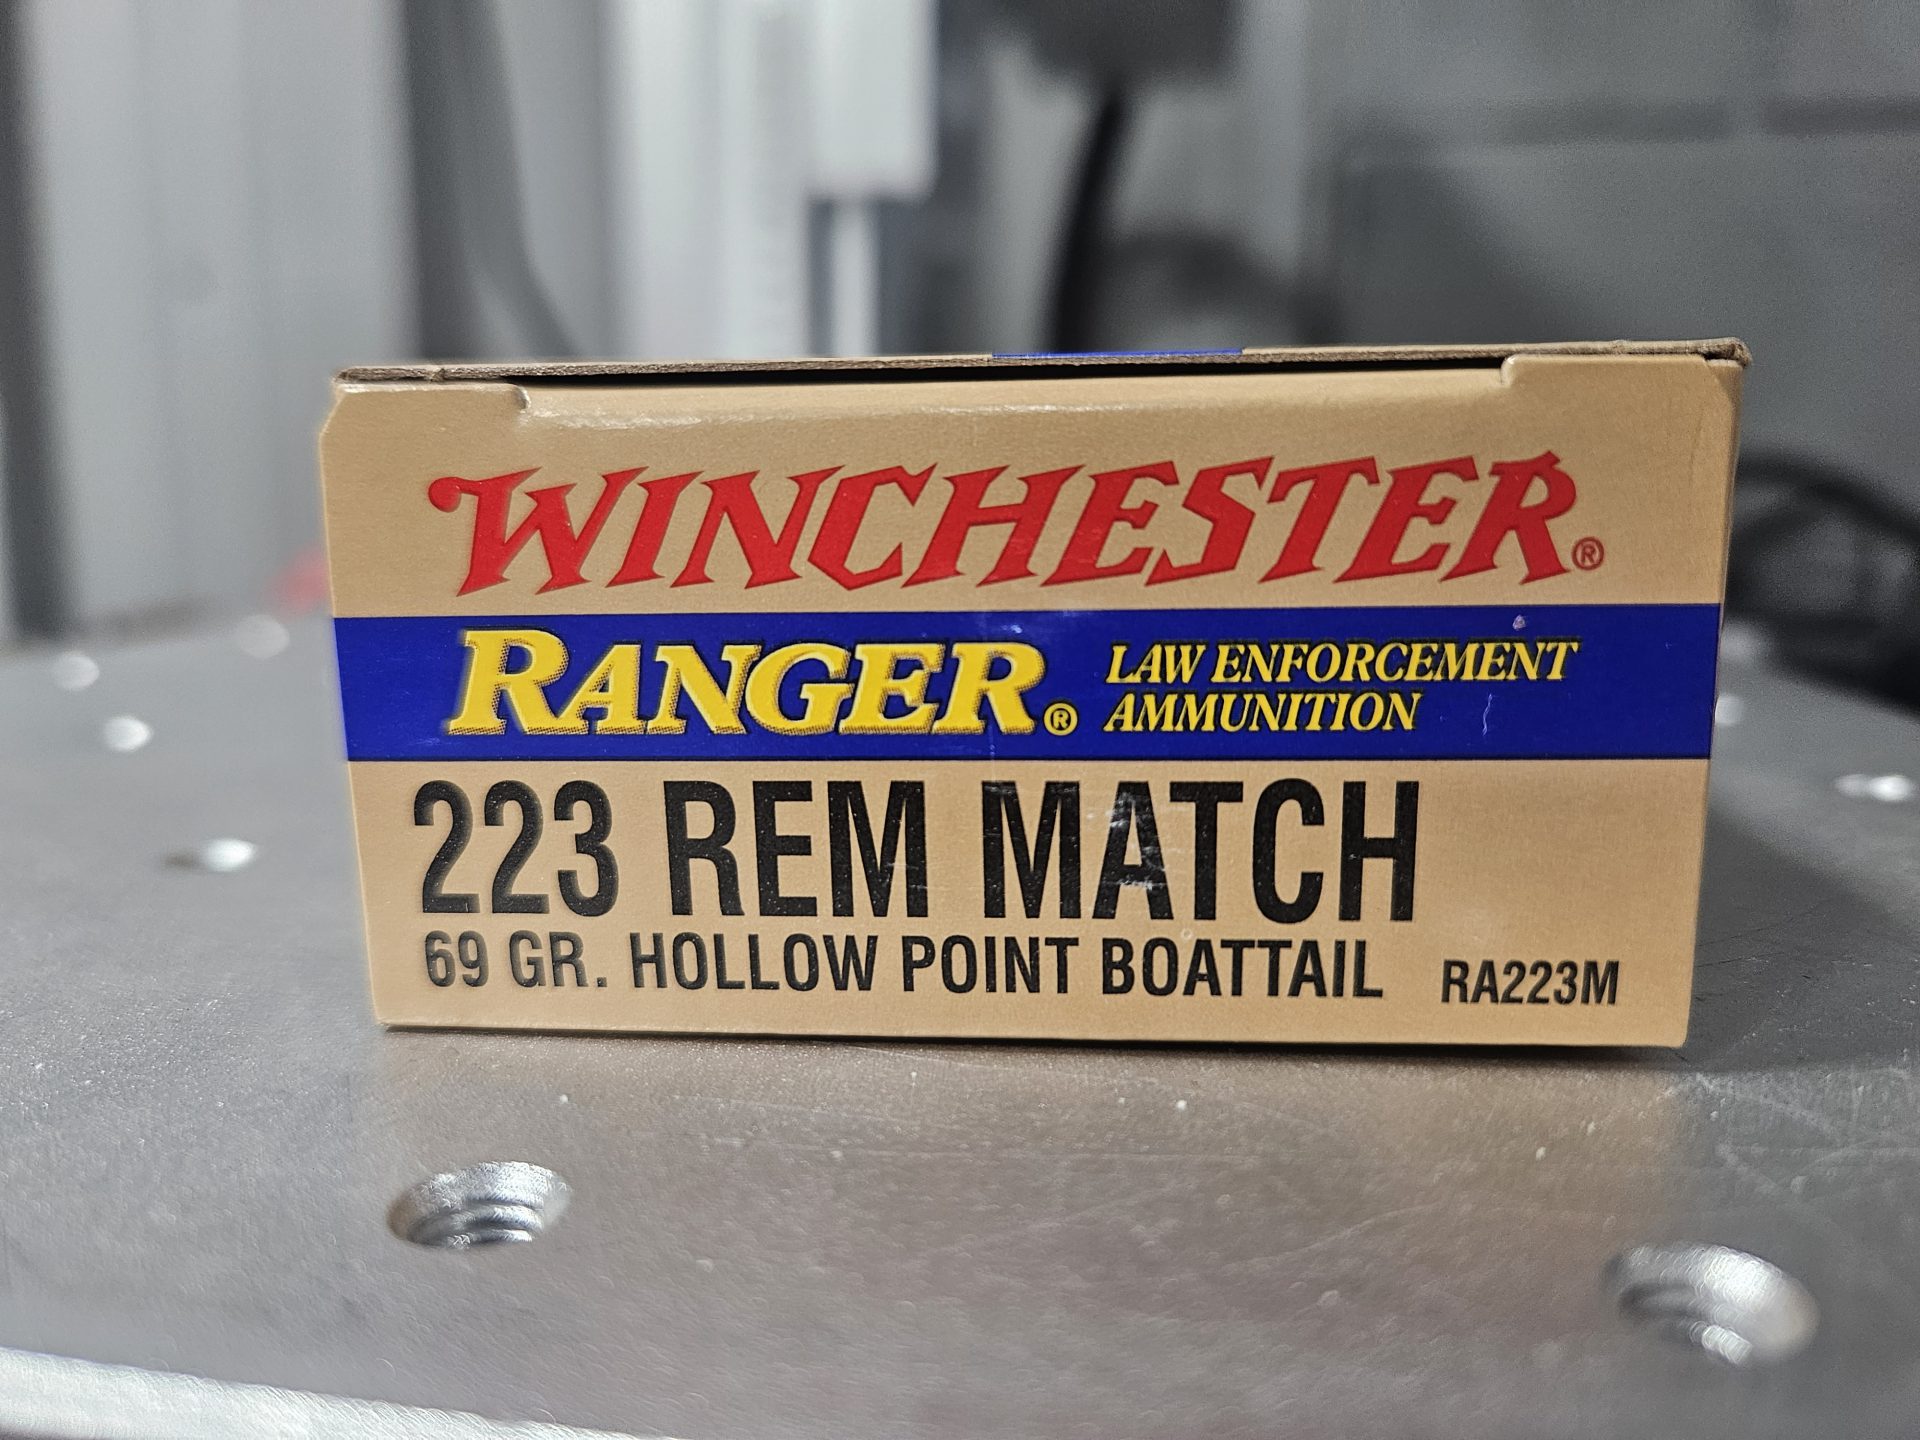 WINCHESTER®
RANGER® LAW ENFORCEMENT
AMMUNITION
223 REM MATCH
69 GR. HOLLOW POINT BOATTAIL RA223M